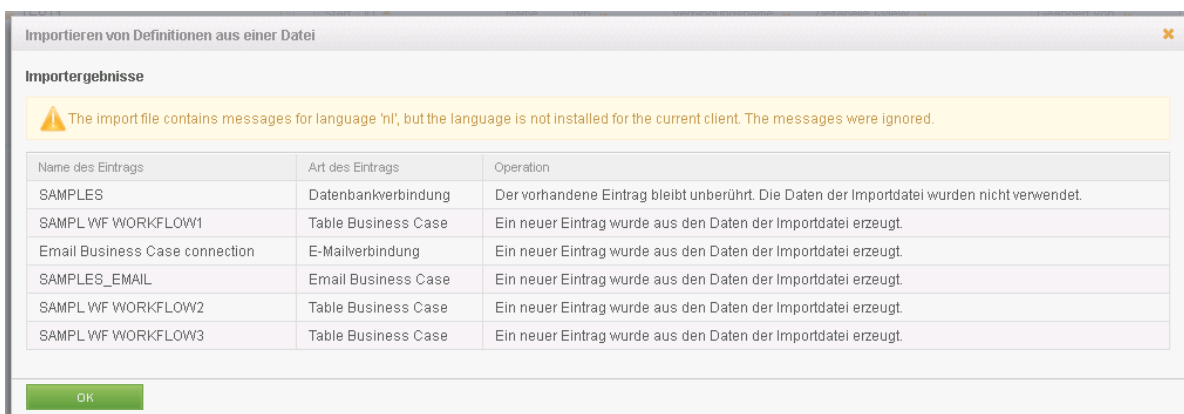 Importieren von Definitionen aus einer Datei
Importergebnisse
The import file contains messages for language 'nl', but the language is not installed for the current client. The messages were ignored.
Name des Eintrags Art des Eintrags Operation
SAMPLES Datenbankverbindung Der vorhandene Eintrag bleibt unberührt. Die Daten der Importdatei wurden nicht verwendet.
SAMPL WF WORKFLOW1 Table Business Case Ein neuer Eintrag wurde aus den Daten der Importdatei erzeugt.
Email Business Case connection E-Mailverbindung Ein neuer Eintrag wurde aus den Daten der Importdatei erzeugt.
SAMPLES_EMAIL Email Business Case Ein neuer Eintrag wurde aus den Daten der Importdatei erzeugt.
SAMPL WF WORKFLOW2 Table Business Case Ein neuer Eintrag wurde aus den Daten der Importdatei erzeugt.
SAMPL WF WORKFLOW3 Table Business Case Ein neuer Eintrag wurde aus den Daten der Importdatei erzeugt.
OK